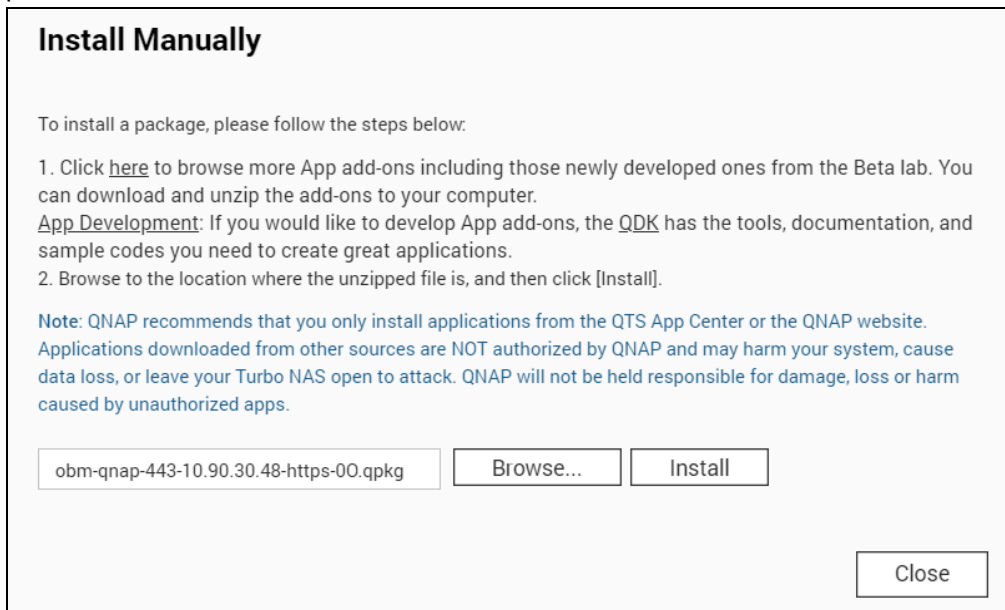 Install Manually
To install a package, please follow the steps below:
1. Click here to browse more App add-ons including those newly developed ones from the Beta lab. You
can download and unzip the add-ons to your computer.
App Development: If you would like to develop App add-ons, the QDK has the tools, documentation, and
sample codes you need to create great applications.
2. Browse to the location where the unzipped file is, and then click [Install].
Note: QNAP recommends that you only install applications from the QTS App Center or the QNAP website.
Applications downloaded from other sources are NOT authorized by QNAP and may harm your system, cause
data loss, or leave your Turbo NAS open to attack. QNAP will not be held responsible for damage, loss or harm
caused by unauthorized apps.
obm-qnap-443-10.90.30.48-https-0O.qpkg Browse... Install
Close